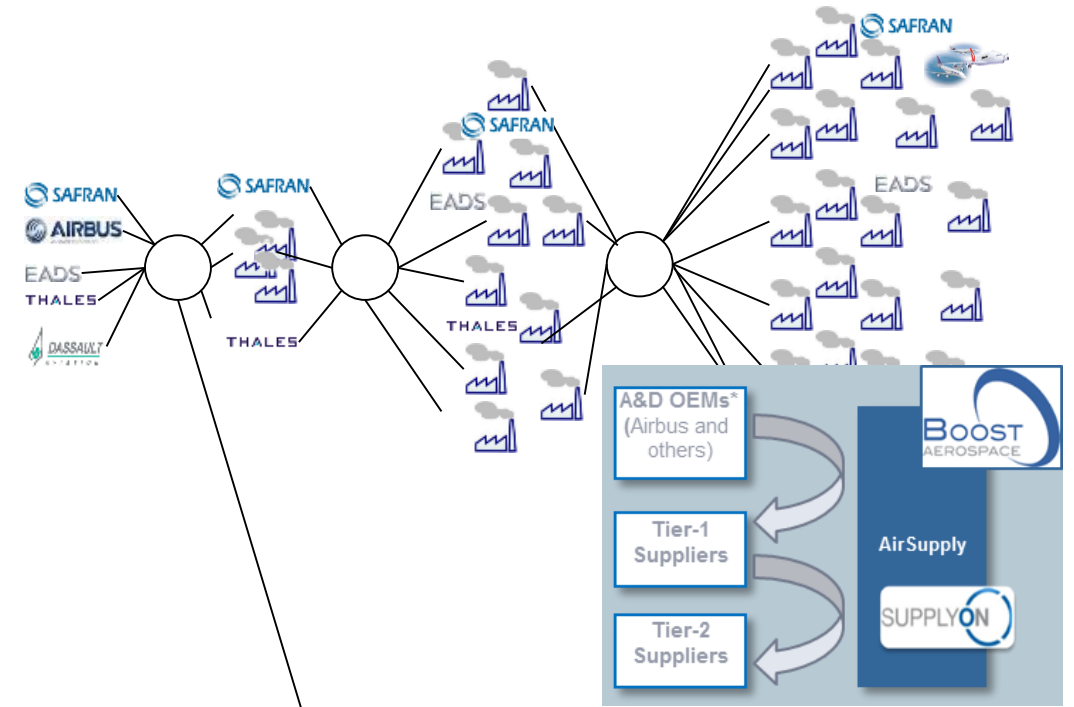 SAFRAN
AIRBUS
EADS
THALES
DASSAULT
AVIATION
SAFRAN
THALES
SAFRAN
EADS
THALES
SAFRAN
EADS
A&D OEMs*
(Airbus and
others)
Tier-1
Suppliers
Tier-2
Suppliers
BOOST
AEROSPACE
AirSupply
SUPPLYON